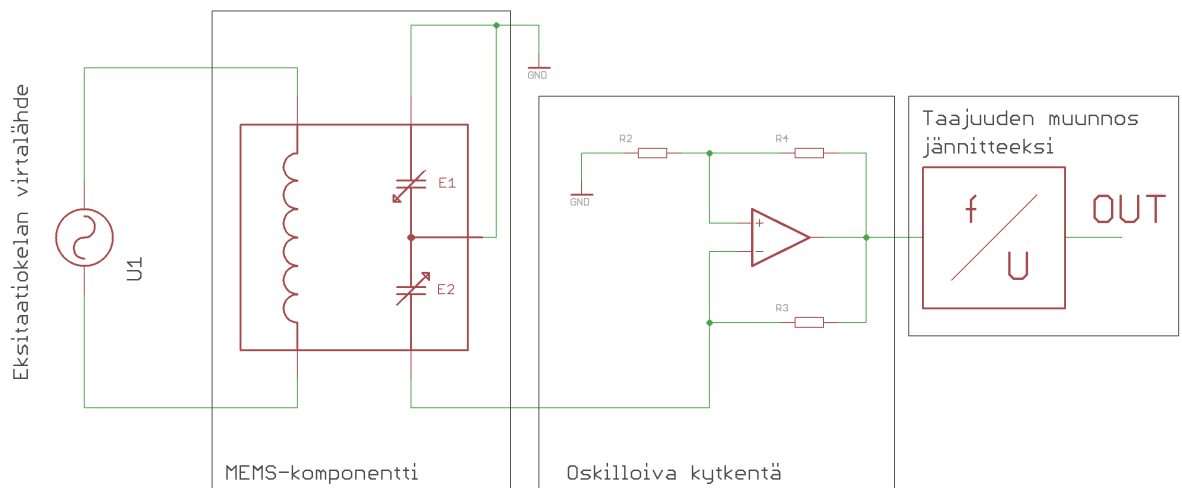 Eksitaatiokelan virtalähde
U1
E1
E2
MEMS-komponentti
GND
R2
R4
GND
+
-
R3
Oskilloiva kytkentä
Taajuuden muunnos
jännitteeksi
f
U
OUT